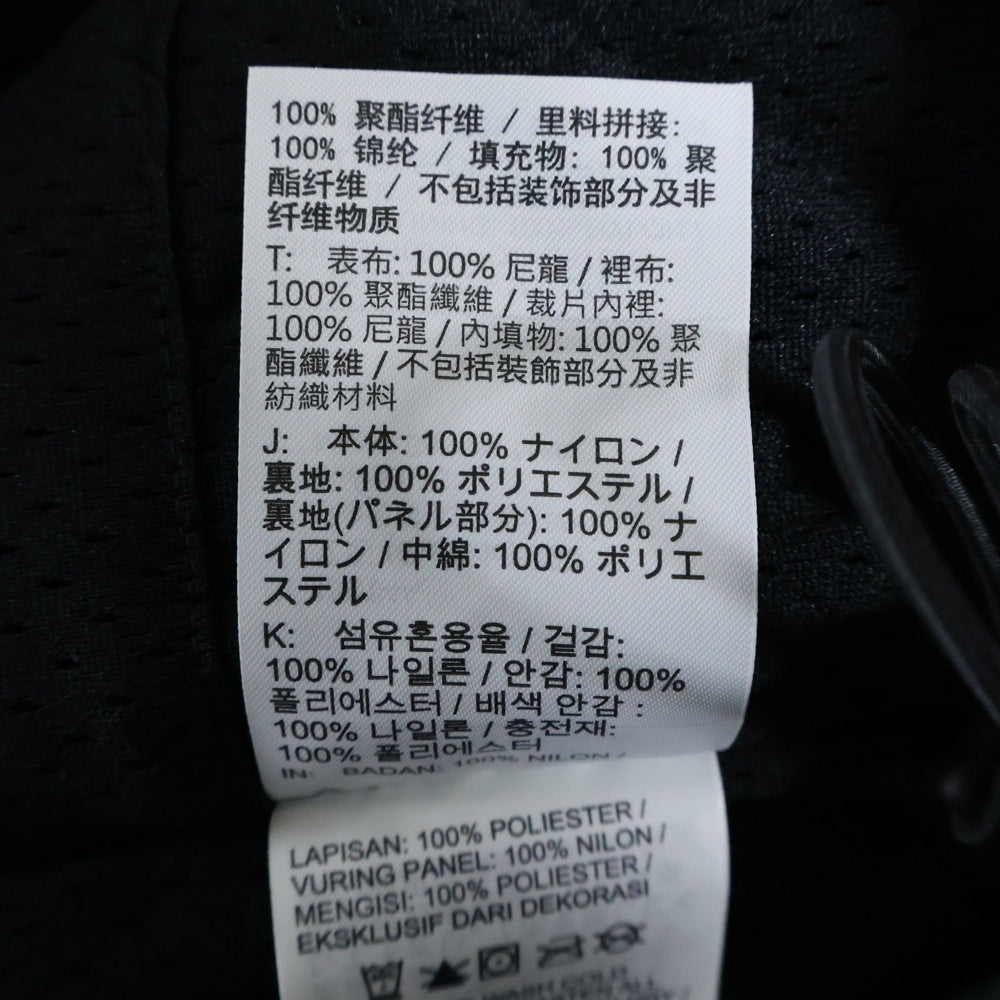 100% 聚酯纤维 / 里料拼接:
100% 锦纶 / 填充物: 100% 聚
酯纤维 / 不包括装饰部分及非
纤维物质
T: 表布: 100% 尼龍 / 裡布:
100% 聚酯纖維 / 裁片內裡:
100% 尼龍 / 內填物: 100% 聚
酯纖維 / 不包括裝飾部分及非
紡織材料
J: 本体: 100% ナイロン /
裏地: 100% ポリエステル /
裏地(パネル部分): 100% ナ
イロン / 中綿: 100% ポリエ
ステル
K: 섬유혼용율 / 겉감:
100% 나일론 / 안감: 100%
폴리에스터 / 배색 안감 :
100% 나일론 / 충전재:
100% 폴리에스터
IN: BADAN: 100% NILON /
LAPISAN: 100% POLIESTER /
VURING PANEL: 100% NILON /
MENGISI: 100% POLIESTER /
EKSKLUSIF DARI DEKORASI
WASH COLD